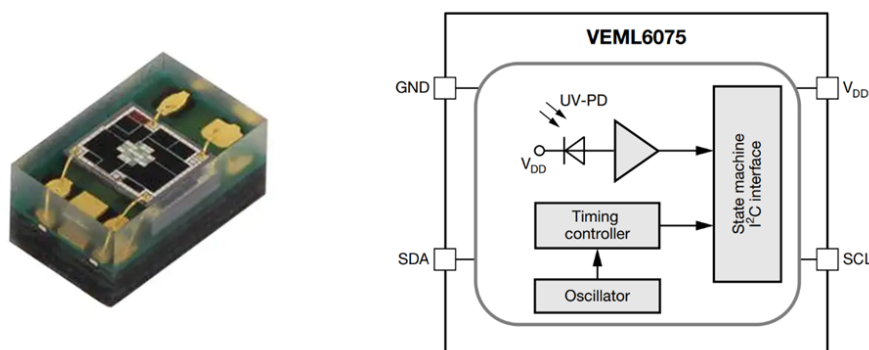 VEML6075
GND
VDD
UV-PD
VDD
State machine
I²C interface
Timing
controller
SDA
SCL
Oscillator